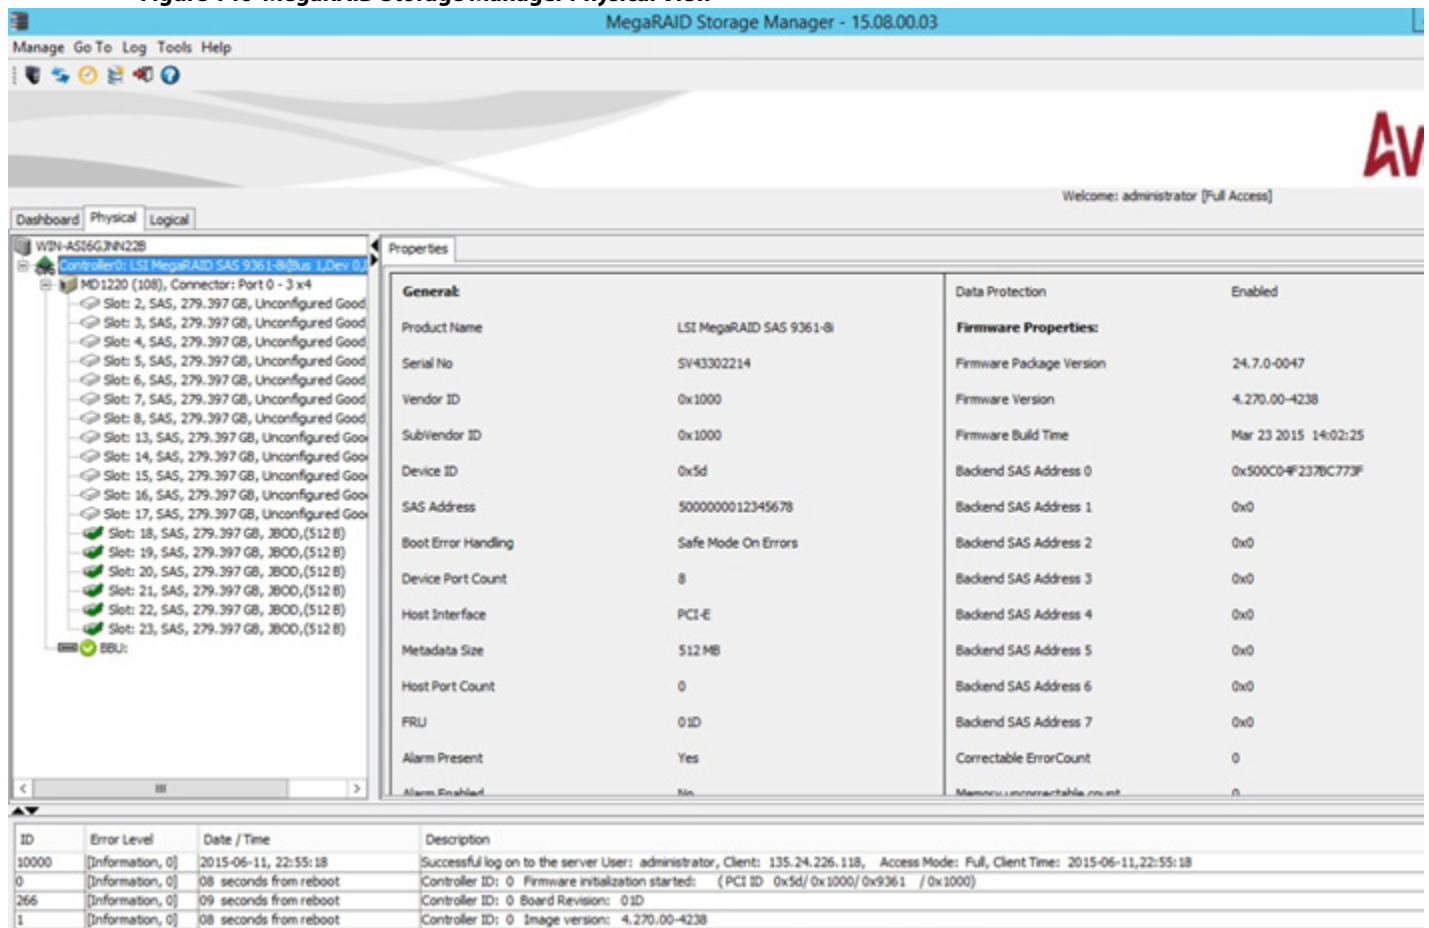 Figure 140 MegaRAID Storage Manager Physical View
MegaRAID Storage Manager - 15.08.00.03
Manage Go To Log Tools Help
Av
Welcome: administrator [Full Access]
Dashboard Physical Logical
WIN-ASI6GJNN22B
Controller0: LSI MegaRAID SAS 9361-8i(Bus 1,Dev 0,
MD1220 (108), Connector: Port 0 - 3 x4
Slot: 2, SAS, 279.397 GB, Unconfigured Good
Slot: 3, SAS, 279.397 GB, Unconfigured Good
Slot: 4, SAS, 279.397 GB, Unconfigured Good
Slot: 5, SAS, 279.397 GB, Unconfigured Good
Slot: 6, SAS, 279.397 GB, Unconfigured Good
Slot: 7, SAS, 279.397 GB, Unconfigured Good
Slot: 8, SAS, 279.397 GB, Unconfigured Good
Slot: 13, SAS, 279.397 GB, Unconfigured Goo
Slot: 14, SAS, 279.397 GB, Unconfigured Goo
Slot: 15, SAS, 279.397 GB, Unconfigured Goo
Slot: 16, SAS, 279.397 GB, Unconfigured Goo
Slot: 17, SAS, 279.397 GB, Unconfigured Goo
Slot: 18, SAS, 279.397 GB, JBOD,(512 B)
Slot: 19, SAS, 279.397 GB, JBOD,(512 B)
Slot: 20, SAS, 279.397 GB, JBOD,(512 B)
Slot: 21, SAS, 279.397 GB, JBOD,(512 B)
Slot: 22, SAS, 279.397 GB, JBOD,(512 B)
Slot: 23, SAS, 279.397 GB, JBOD,(512 B)
BBU:
Properties
General:
Product Name LSI MegaRAID SAS 9361-8i
Serial No SV43302214
Vendor ID 0x1000
SubVendor ID 0x1000
Device ID 0x5d
SAS Address 5000000012345678
Boot Error Handling Safe Mode On Errors
Device Port Count 8
Host Interface PCI-E
Metadata Size 512 MB
Host Port Count 0
FRU 01D
Alarm Present Yes
Alarm Enabled No
Data Protection Enabled
Firmware Properties:
Firmware Package Version 24.7.0-0047
Firmware Version 4.270.00-4238
Firmware Build Time Mar 23 2015 14:02:25
Backend SAS Address 0 0x500C04F237BC773F
Backend SAS Address 1 0x0
Backend SAS Address 2 0x0
Backend SAS Address 3 0x0
Backend SAS Address 4 0x0
Backend SAS Address 5 0x0
Backend SAS Address 6 0x0
Backend SAS Address 7 0x0
Correctable ErrorCount 0
Memory uncorrectable count 0
ID Error Level Date / Time Description
10000 [Information, 0] 2015-06-11, 22:55:18 Successful log on to the server User: administrator, Client: 135.24.226.118, Access Mode: Full, Client Time: 2015-06-11,22:55:18
0 [Information, 0] 08 seconds from reboot Controller ID: 0 Firmware initialization started: (PCI ID 0x5d/ 0x1000/ 0x9361 / 0x1000)
266 [Information, 0] 09 seconds from reboot Controller ID: 0 Board Revision: 01D
1 [Information, 0] 08 seconds from reboot Controller ID: 0 Image version: 4.270.00-4238